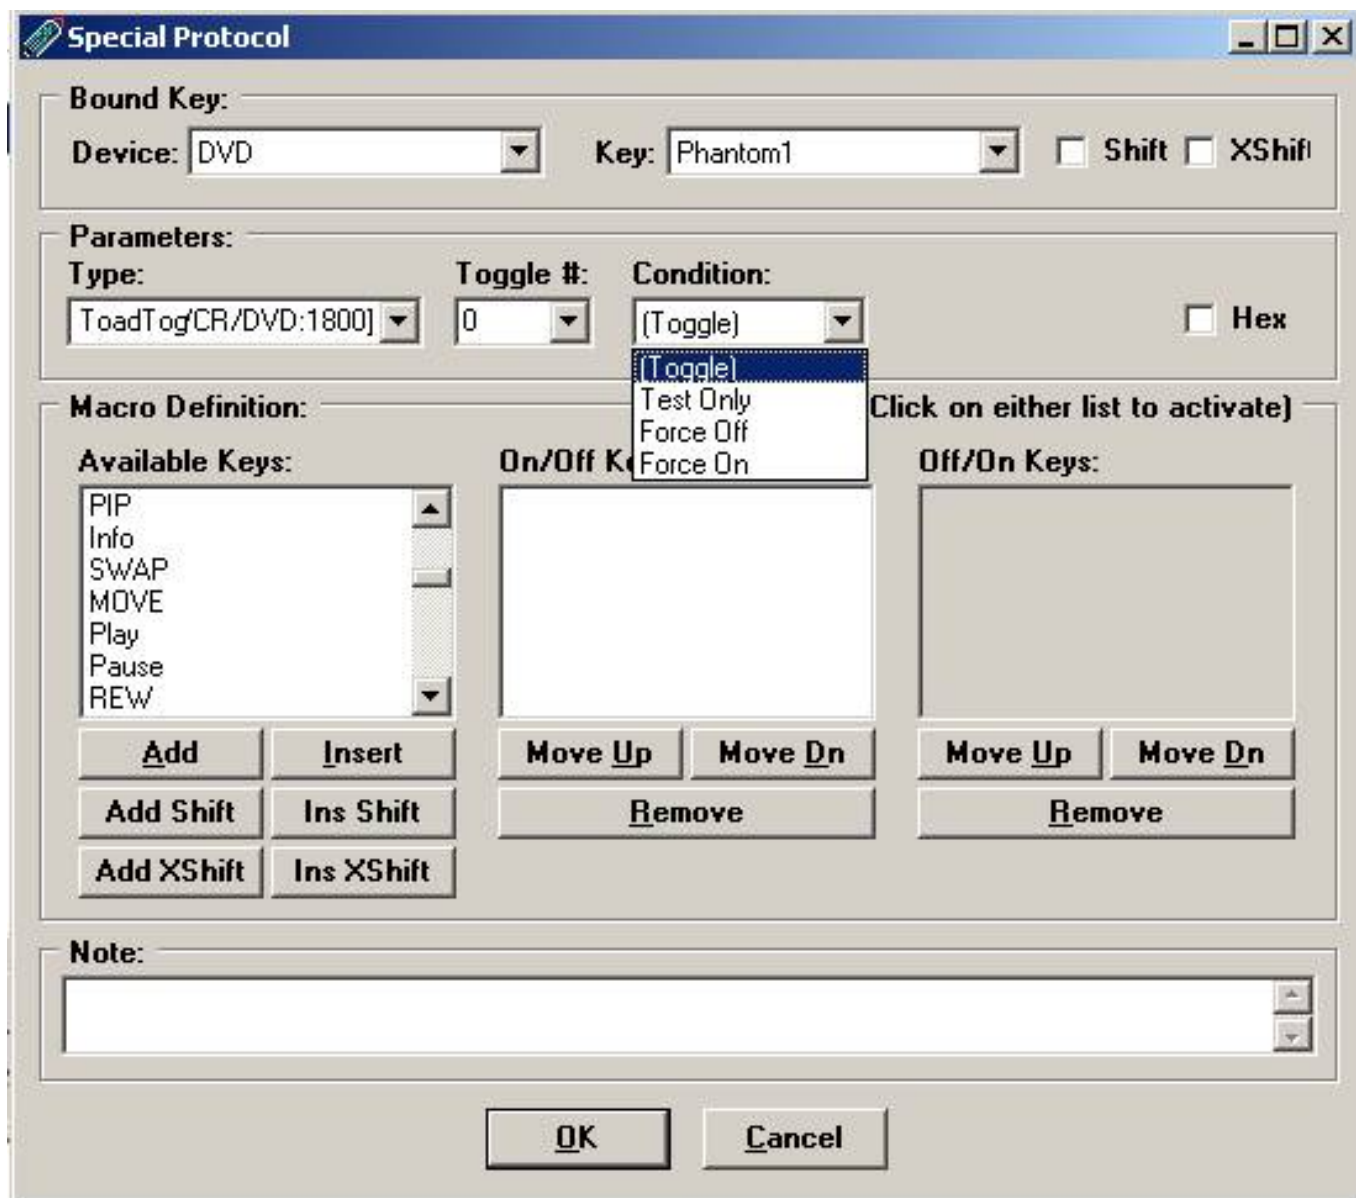 Special Protocol
Bound Key:
Device: DVD Key: Phantom1 Shift XShift
Parameters:
Type: Toggle #: Condition:
ToadTog'CR/DVD:1800] 0 (Toggle) Hex
(Toggle)
Test Only
Force Off
Force On
Macro Definition: Click on either list to activate)
Available Keys: On/Off K Off/On Keys:
PIP
Info
SWAP
MOVE
Play
Pause
REW
Add Insert Move Up Move Dn Move Up Move Dn
Add Shift Ins Shift Remove Remove
Add XShift Ins XShift
Note:
OK Cancel